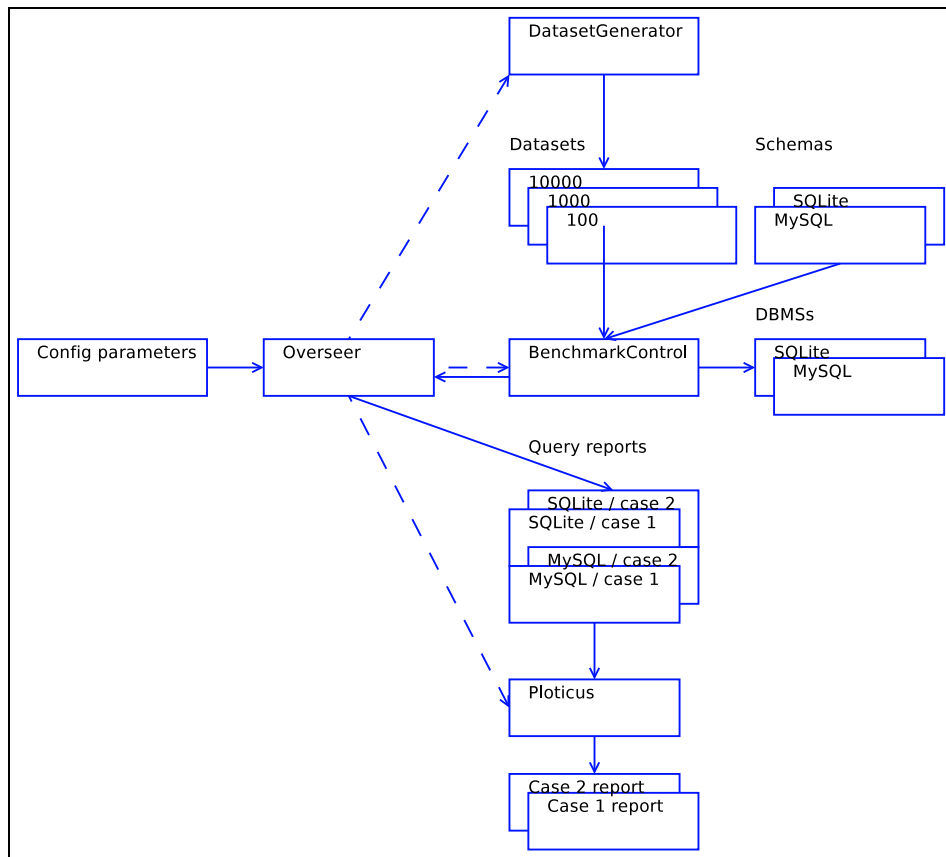 DatasetGenerator
Datasets
Schemas
10000
1000
100
SQLite
MySQL
DBMSs
Config parameters
Overseer
BenchmarkControl
SQLite
MySQL
Query reports
SQLite / case 2
SQLite / case 1
MySQL / case 2
MySQL / case 1
Ploticus
Case 2 report
Case 1 report